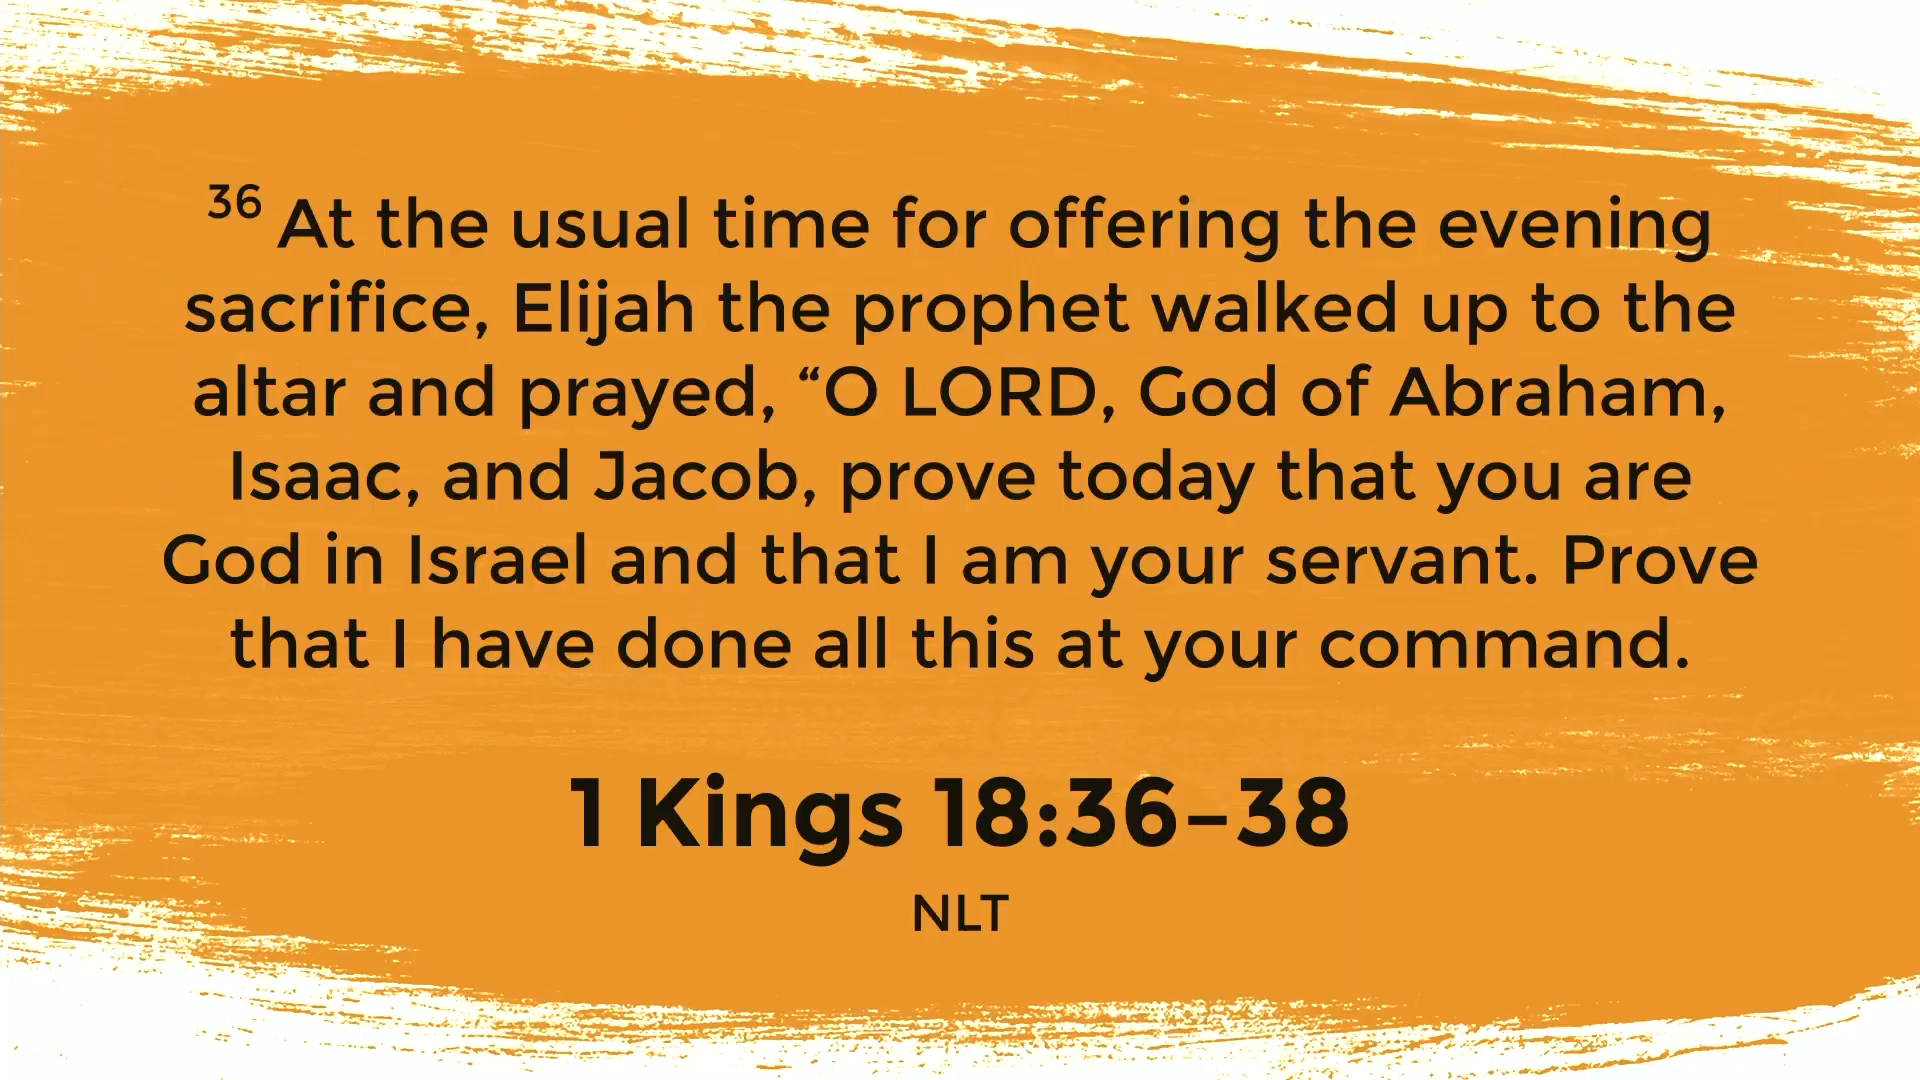 36 At the usual time for offering the evening
sacrifice, Elijah the prophet walked up to the
altar and prayed, “O LORD, God of Abraham,
Isaac, and Jacob, prove today that you are
God in Israel and that I am your servant. Prove
that I have done all this at your command.
1 Kings 18:36–38
NLT